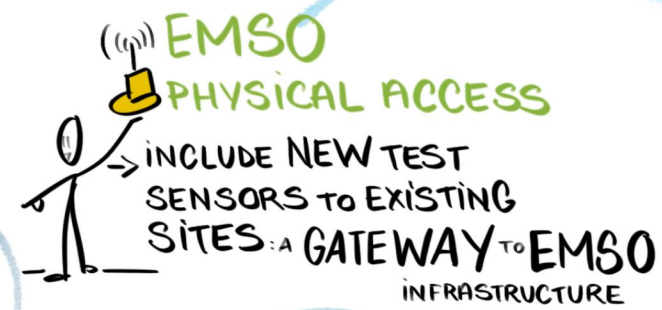 EMSO
PHYSICAL ACCESS
→ INCLUDE NEW TEST
SENSORS TO EXISTING
SITES: A GATEWAY TO EMSO
INFRASTRUCTURE